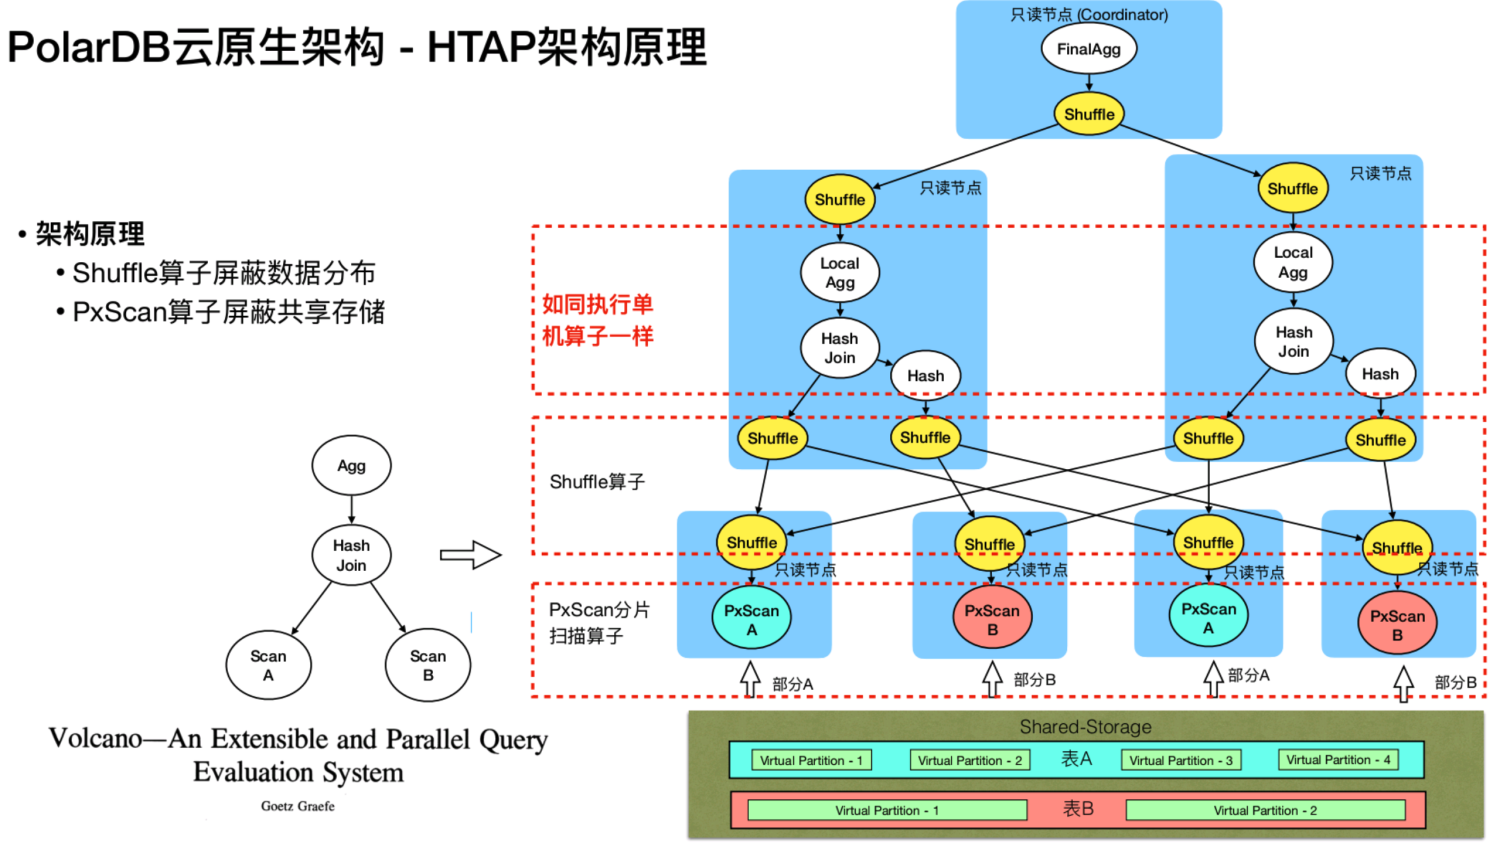 PolarDB云原生架构 - HTAP架构原理
• 架构原理
• Shuffle算子屏蔽数据分布
• PxScan算子屏蔽共享存储
Agg
Hash
Join
Scan
A
Scan
B
Volcano—An Extensible and Parallel Query
Evaluation System
Goetz Graefe
只读节点 (Coordinator)
FinalAgg
Shuffle
只读节点
Shuffle
只读节点
Shuffle
如同执行单
机算子一样
Local
Agg
Hash
Join
Hash
Local
Agg
Hash
Join
Hash
Shuffle
Shuffle
Shuffle
Shuffle
Shuffle算子
Shuffle
Shuffle
Shuffle
Shuffle
只读节点
只读节点
只读节点
只读节点
PxScan分片
扫描算子
PxScan
A
PxScan
B
PxScan
A
PxScan
B
部分A
部分B
部分A
部分B
Shared-Storage
Virtual Partition - 1
Virtual Partition - 2
表A
Virtual Partition - 3
Virtual Partition - 4
Virtual Partition - 1
表B
Virtual Partition - 2